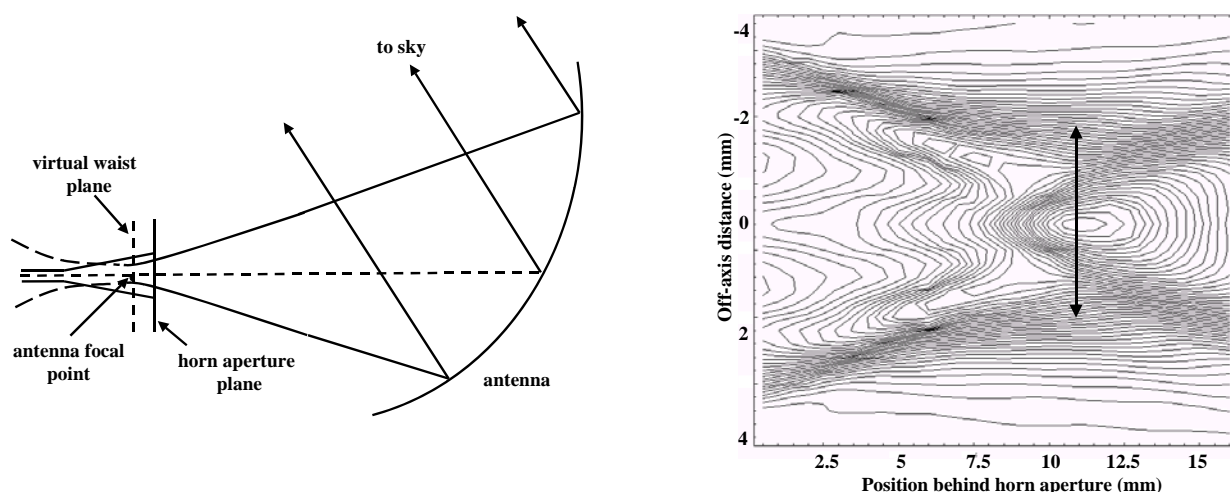 to sky
virtual waist
plane
antenna focal
point
horn aperture
plane
antenna
Off-axis distance (mm)
-4
-2
0
2
4
2.5
5
7.5
10
12.5
15
Position behind horn aperture (mm)